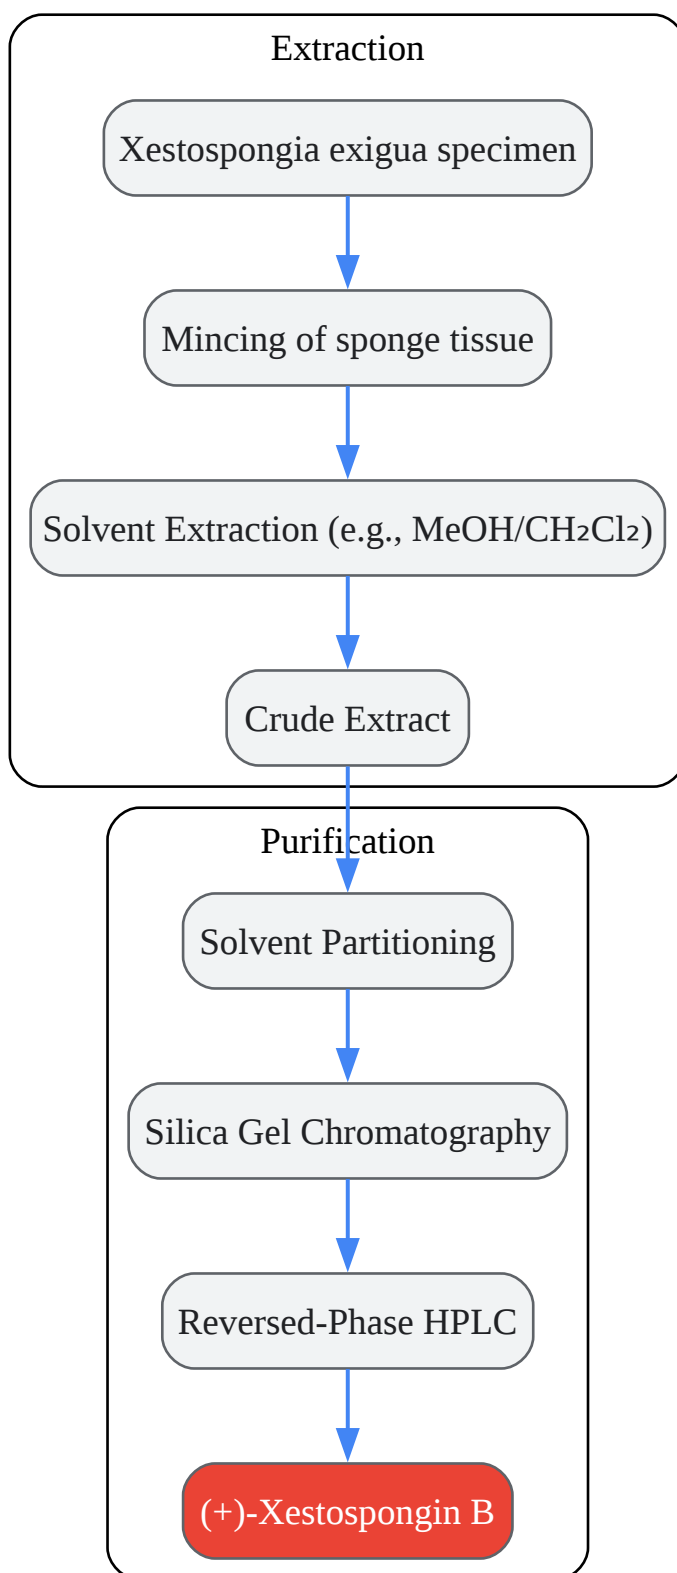 Extraction
Xestospongia exigua specimen
Mincing of sponge tissue
Solvent Extraction (e.g., MeOH/CH₂Cl₂)
Crude Extract
Purification
Solvent Partitioning
Silica Gel Chromatography
Reversed-Phase HPLC
(+)-Xestospongin B